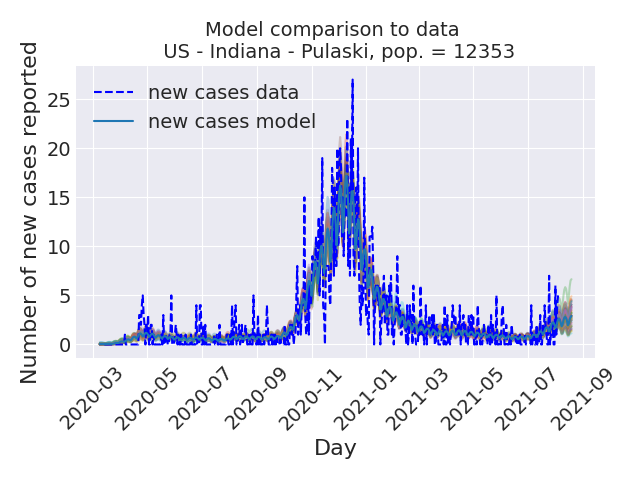 Model comparison to data
US - Indiana - Pulaski, pop. = 12353
Number of new cases reported
25
20
15
10
5
0
new cases data
new cases model
2020-03
2020-05
2020-07
2020-09
2020-11
2021-01
2021-03
2021-05
2021-07
2021-09
Day